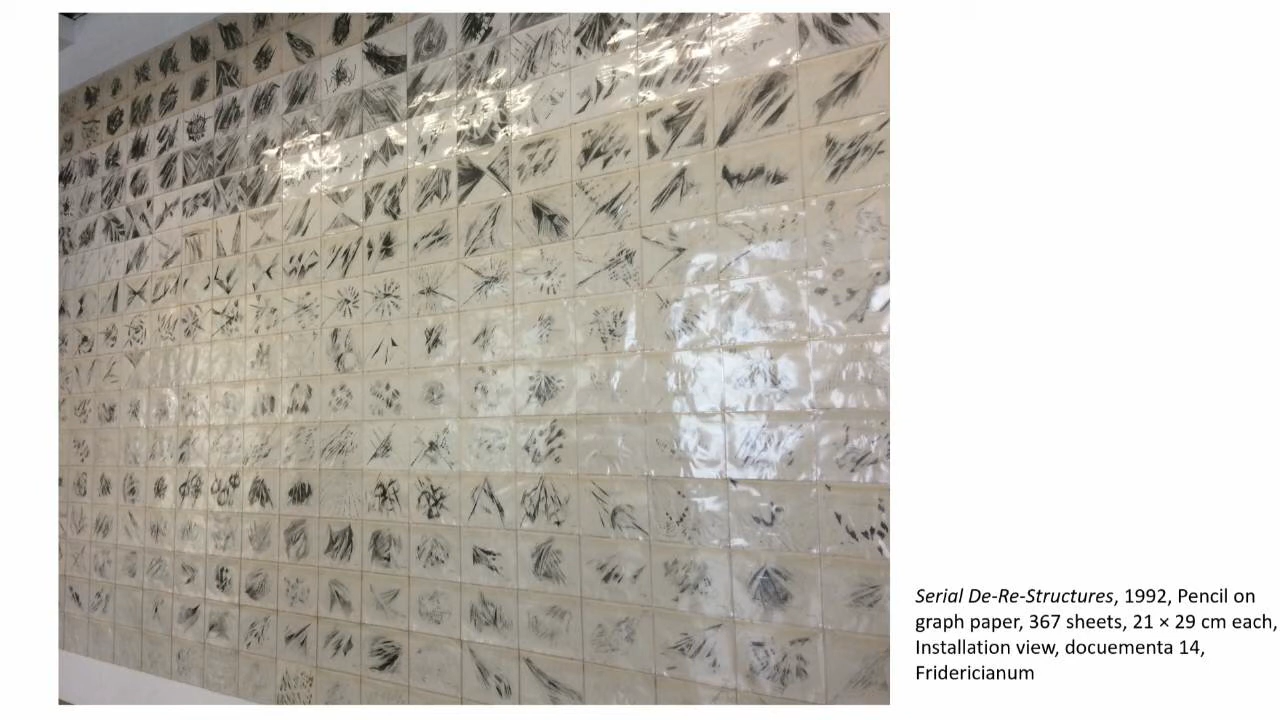 Serial De-Re-Structures, 1992, Pencil on
graph paper, 367 sheets, 21 × 29 cm each,
Installation view, docuementa 14,
Fridericianum